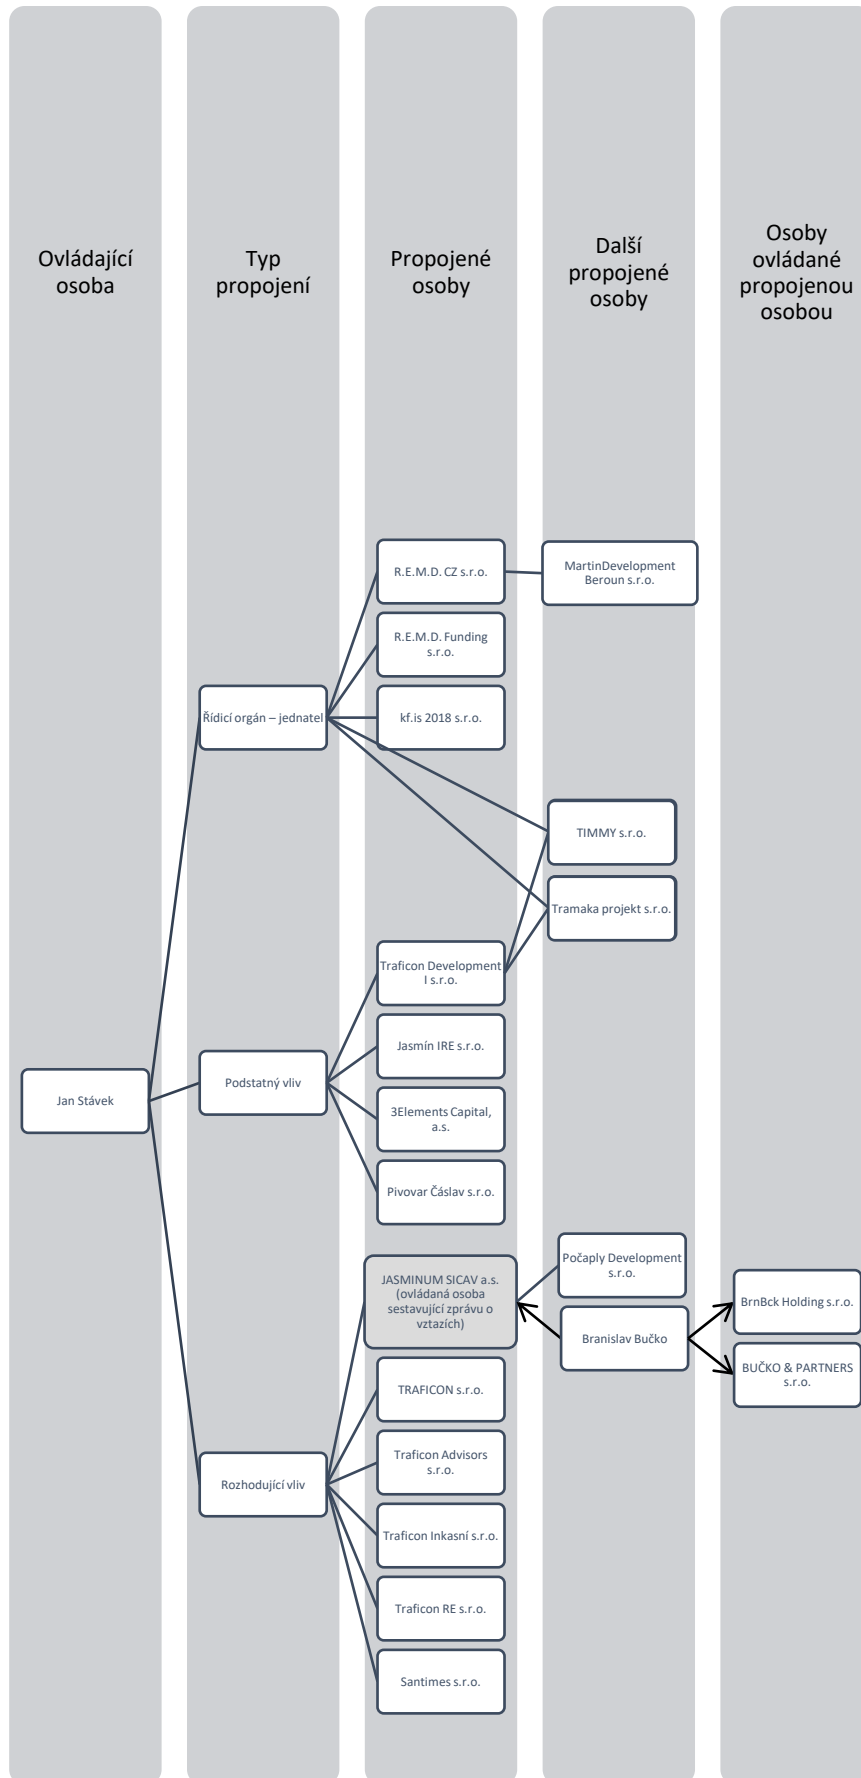 Ovládající
osoba
Typ
propojení
Propojené
osoby
Další
propojené
osoby
Osoby
ovládané
propojenou
osobou
R.E.M.D. CZ s.r.o.
MartinDevelopment
Beroun s.r.o.
R.E.M.D. Funding
s.r.o.
Řídicí orgán – jednatel
kf.is 2018 s.r.o.
TIMMY s.r.o.
Tramaka projekt s.r.o.
Traficon Development
I s.r.o.
Jasmín IRE s.r.o.
Podstatný vliv
Jan Stávek
3Elements Capital,
a.s.
Pivovar Čáslav s.r.o.
Počaply Development
s.r.o.
JASMINUM SICAV a.s.
(ovládaná osoba
sestavující zprávu o
vztazích)
BrnBck Holding s.r.o.
Branislav Bučko
BUČKO & PARTNERS
s.r.o.
TRAFICON s.r.o.
Traficon Advisors
s.r.o.
Rozhodující vliv
Traficon Inkasní s.r.o.
Traficon RE s.r.o.
Santimes s.r.o.